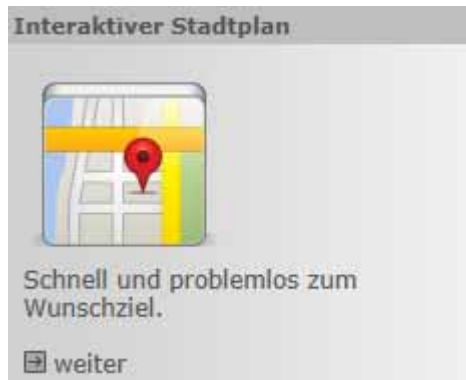 Interaktiver Stadtplan
Schnell und problemlos zum
Wunschziel.
weiter